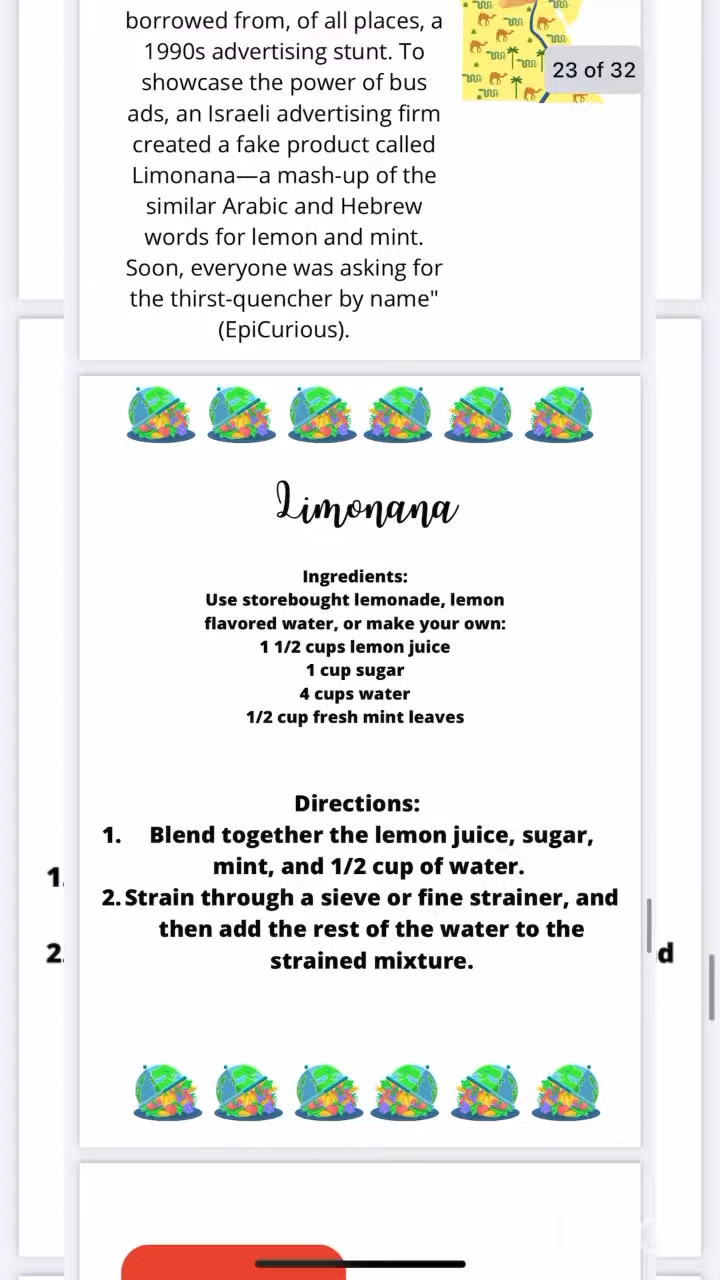 borrowed from, of all places, a
1990s advertising stunt. To
showcase the power of bus
ads, an Israeli advertising firm
created a fake product called
Limonana—a mash-up of the
similar Arabic and Hebrew
words for lemon and mint.
Soon, everyone was asking for
the thirst-quencher by name"
(EpiCurious).
23 of 32
Limonana
Ingredients:
Use storebought lemonade, lemon
flavored water, or make your own:
1 1/2 cups lemon juice
1 cup sugar
4 cups water
1/2 cup fresh mint leaves
Directions:
1. Blend together the lemon juice, sugar,
mint, and 1/2 cup of water.
2. Strain through a sieve or fine strainer, and
then add the rest of the water to the
strained mixture.
1.
2.
d